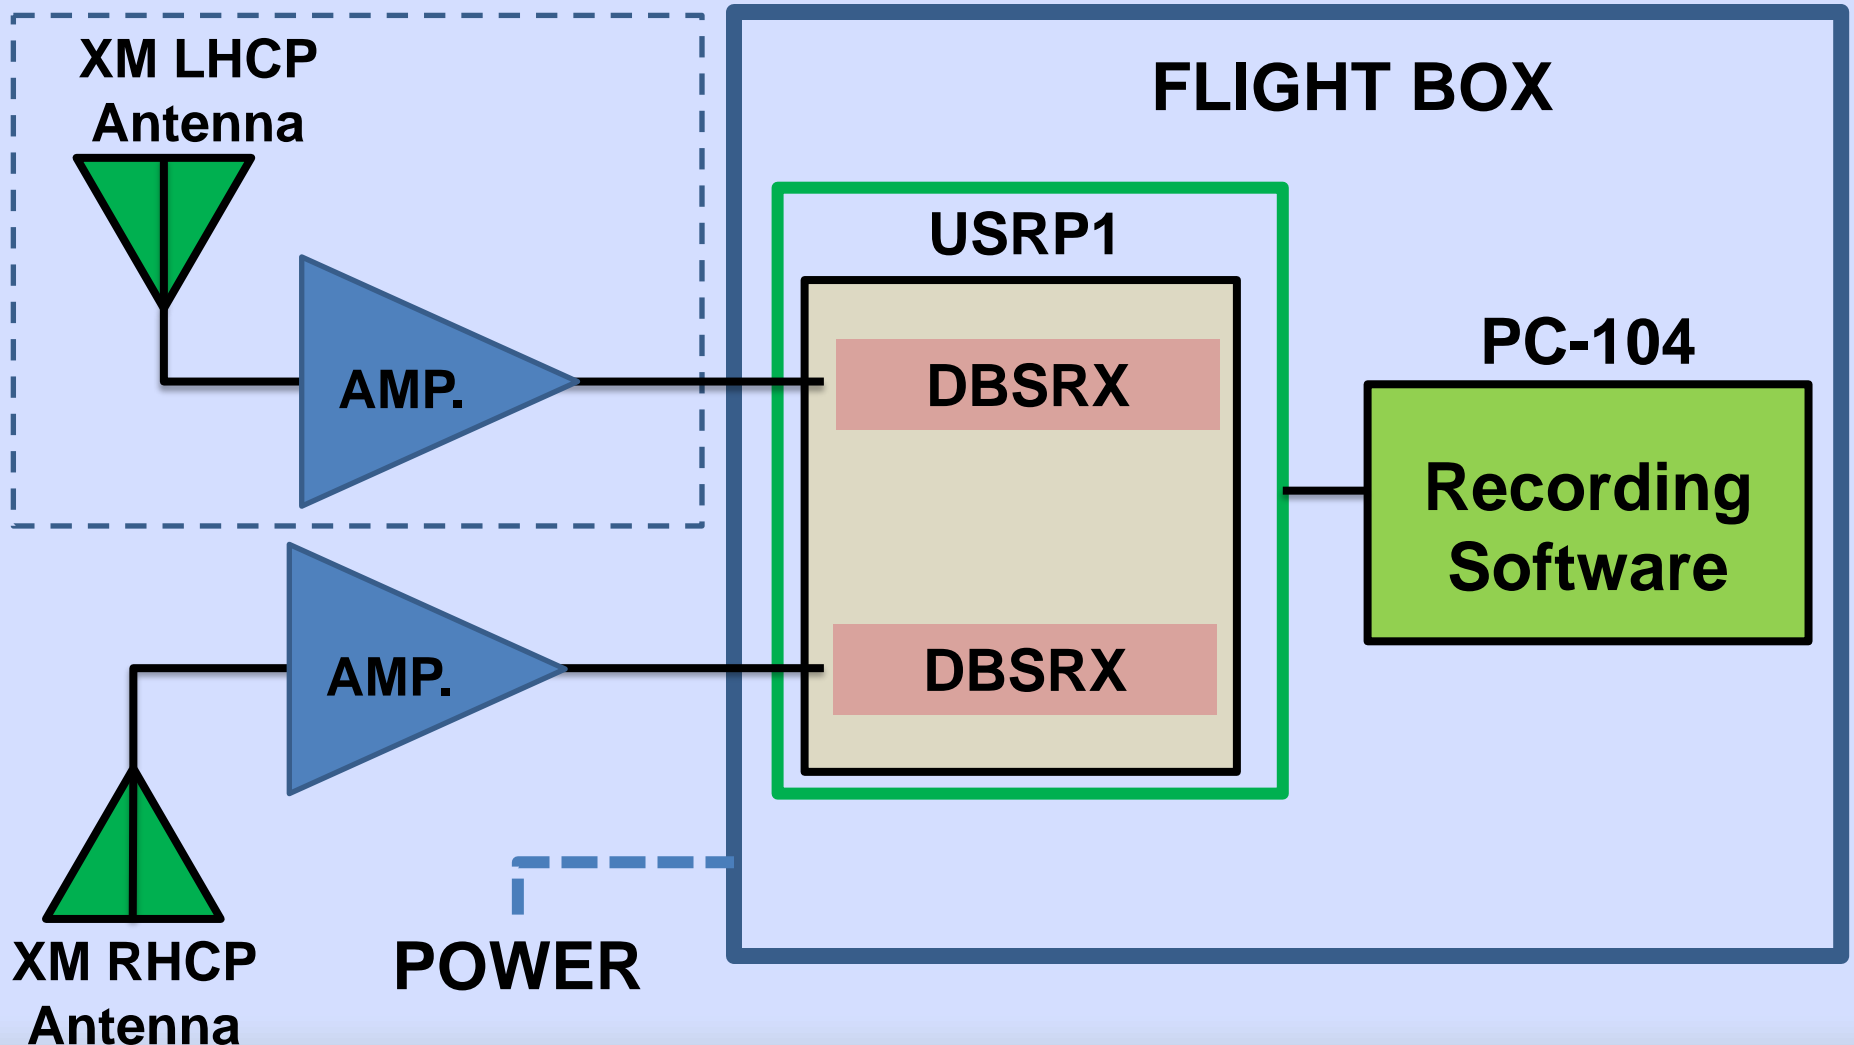 XM LHCP
Antenna
FLIGHT BOX
USRP1
DBSRX
AMP.
PC-104
Recording
Software
DBSRX
AMP.
XM RHCP
Antenna
POWER